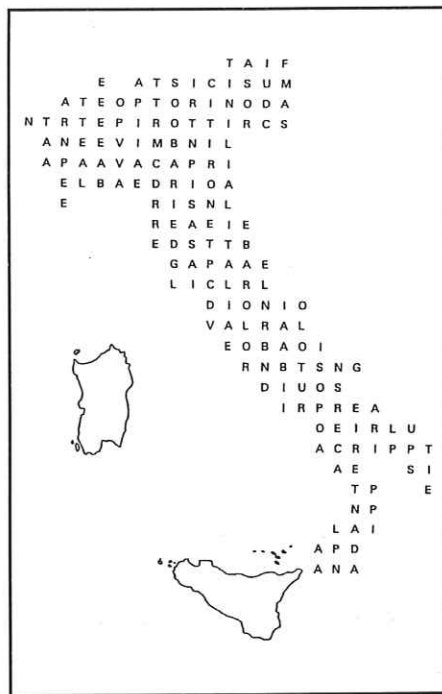 T A I F
E A T S I C I S U M
A T E O P T O R I N O D A
N T R T E P I R O T T I R C S
A N E E V I M B N I L
A P A A V A C A P R I
E L B A E D R I O A
E R I S N L
R E A E I E
E D S T T B
G A P A A E
L I C L R L
D I O N I O
V A L R A L
E O B A O I
R N B T S N G
D I U O S
I R P R E A
O E I R L U
A C R I P P T
A E S I
T P E
N P
L A I
A P D
A N A